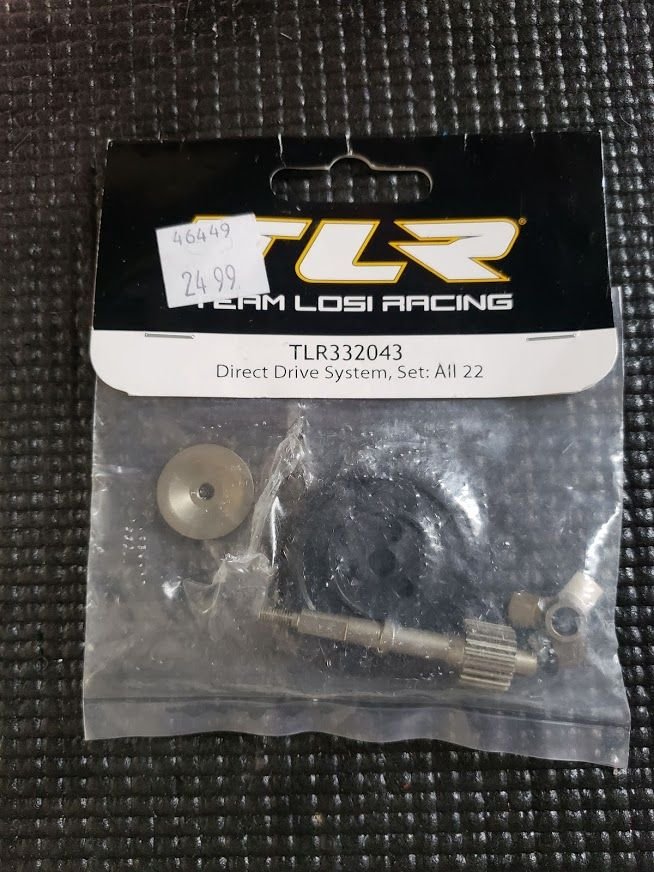 46449
24 99
TLR®
TEAM LOSI RACING
TLR332043
Direct Drive System, Set: All 22